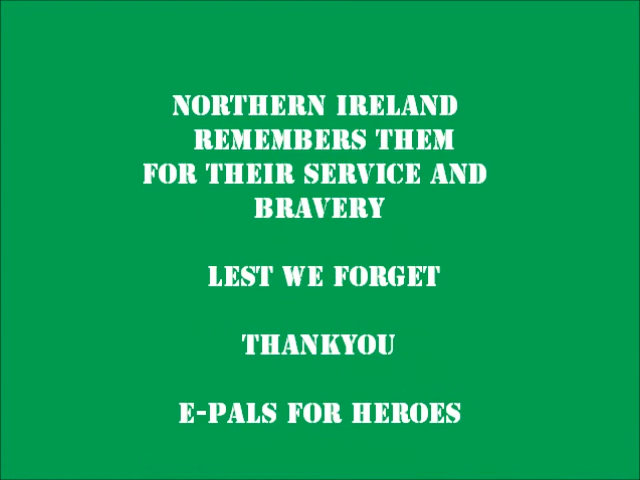 NORTHERN IRELAND
REMEMBERS THEM
FOR THEIR SERVICE AND
BRAVERY
LEST WE FORGET
THANKYOU
E-PALS FOR HEROES